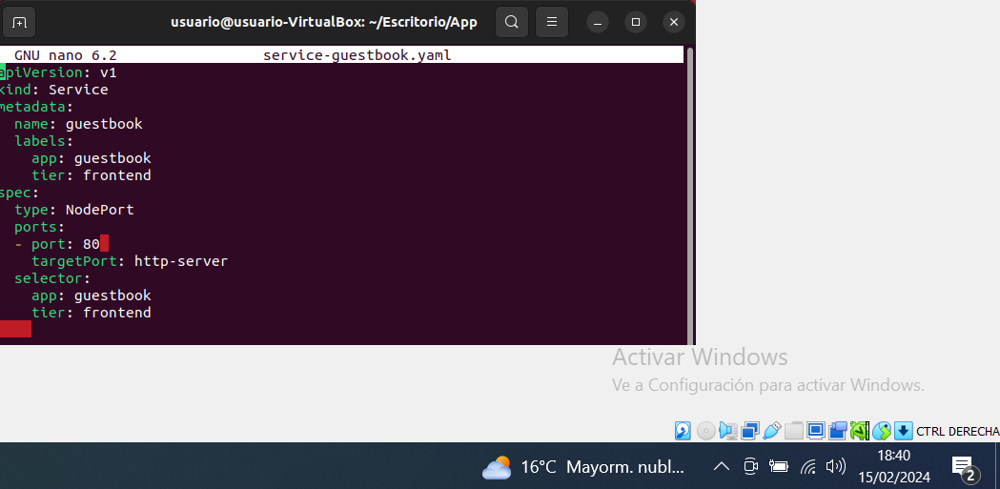 usuario@usuario-VirtualBox: ~/Escritorio/App
GNU nano 6.2 service-guestbook.yaml
apiVersion: v1
kind: Service
metadata:
  name: guestbook
  labels:
    app: guestbook
    tier: frontend
spec:
  type: NodePort
  ports:
  - port: 80
    targetPort: http-server
  selector:
    app: guestbook
    tier: frontend
Activar Windows
Ve a Configuración para activar Windows.
CTRL DERECHA
16°C Mayorm. nubl...
18:40
15/02/2024
2